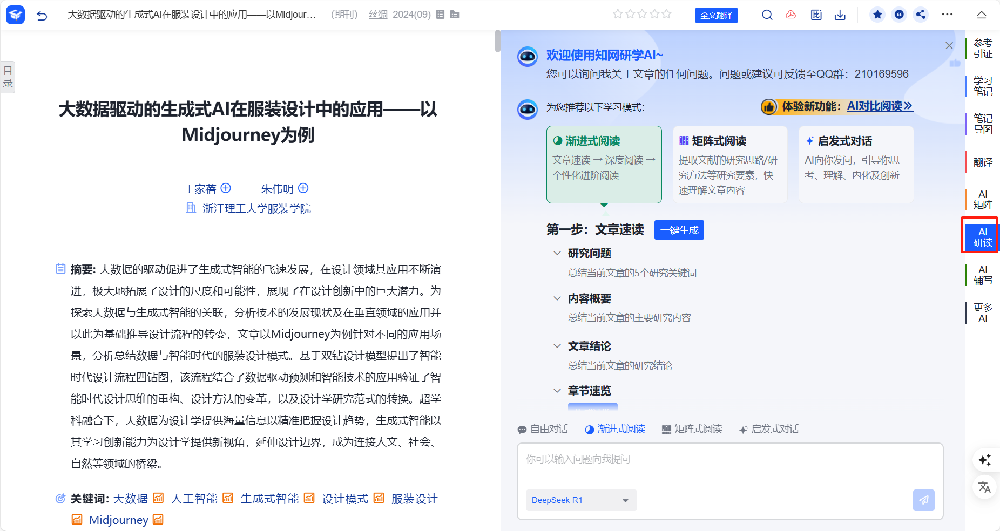 大数据驱动的生成式AI在服装设计中的应用——以Midjour…
(期刊)
丝绸
2024(09)
全文翻译
目录
大数据驱动的生成式AI在服装设计中的应用——以
Midjourney为例
于家蓓
朱伟明
浙江理工大学服装学院
摘要: 大数据的驱动促进了生成式智能的飞速发展，在设计领域其应用不断演
进，极大地拓展了设计的尺度和可能性，展现了在设计创新中的巨大潜力。为
探索大数据与生成式智能的关联，分析技术的发展现状及在垂直领域的应用并
以此为基础推导设计流程的转变，文章以Midjourney为例针对不同的应用场
景，分析总结数据与智能时代的服装设计模式。基于双钻设计模型提出了智能
时代设计流程四钻图，该流程结合了数据驱动预测和智能技术的应用验证了智
能时代设计思维的重构、设计方法的变革，以及设计学研究范式的转换。超学
科融合下，大数据为设计学提供海量信息以精准把握设计趋势，生成式智能以
其学习创新能力为设计学提供新视角，延伸设计边界，成为连接人文、社会、
自然等领域的桥梁。
关键词: 大数据 人工智能 生成式智能 设计模式 服装设计
Midjourney
欢迎使用知网研学AI~
您可以询问我关于文章的任何问题。问题或建议可反馈至QQ群：210169596
为您推荐以下学习模式：
体验新功能：AI对比阅读
渐进式阅读
文章速读→深度阅读→
个性化进阶阅读
矩阵式阅读
提取文献的研究思路/研
究方法等研究要素，快
速理解文章内容
启发式对话
AI向你发问，引导你思
考、理解、内化及创新
第一步：文章速读
一键生成
研究问题
总结当前文章的5个研究关键词
内容概要
总结当前文章的主要研究内容
文章结论
总结当前文章的研究结论
章节速览
自由对话
渐进式阅读
矩阵式阅读
启发式对话
你可以输入问题向我提问
DeepSeek-R1
参考
引证
学习
笔记
笔记
导图
翻译
AI
矩阵
AI
研读
AI
辅写
更多
AI